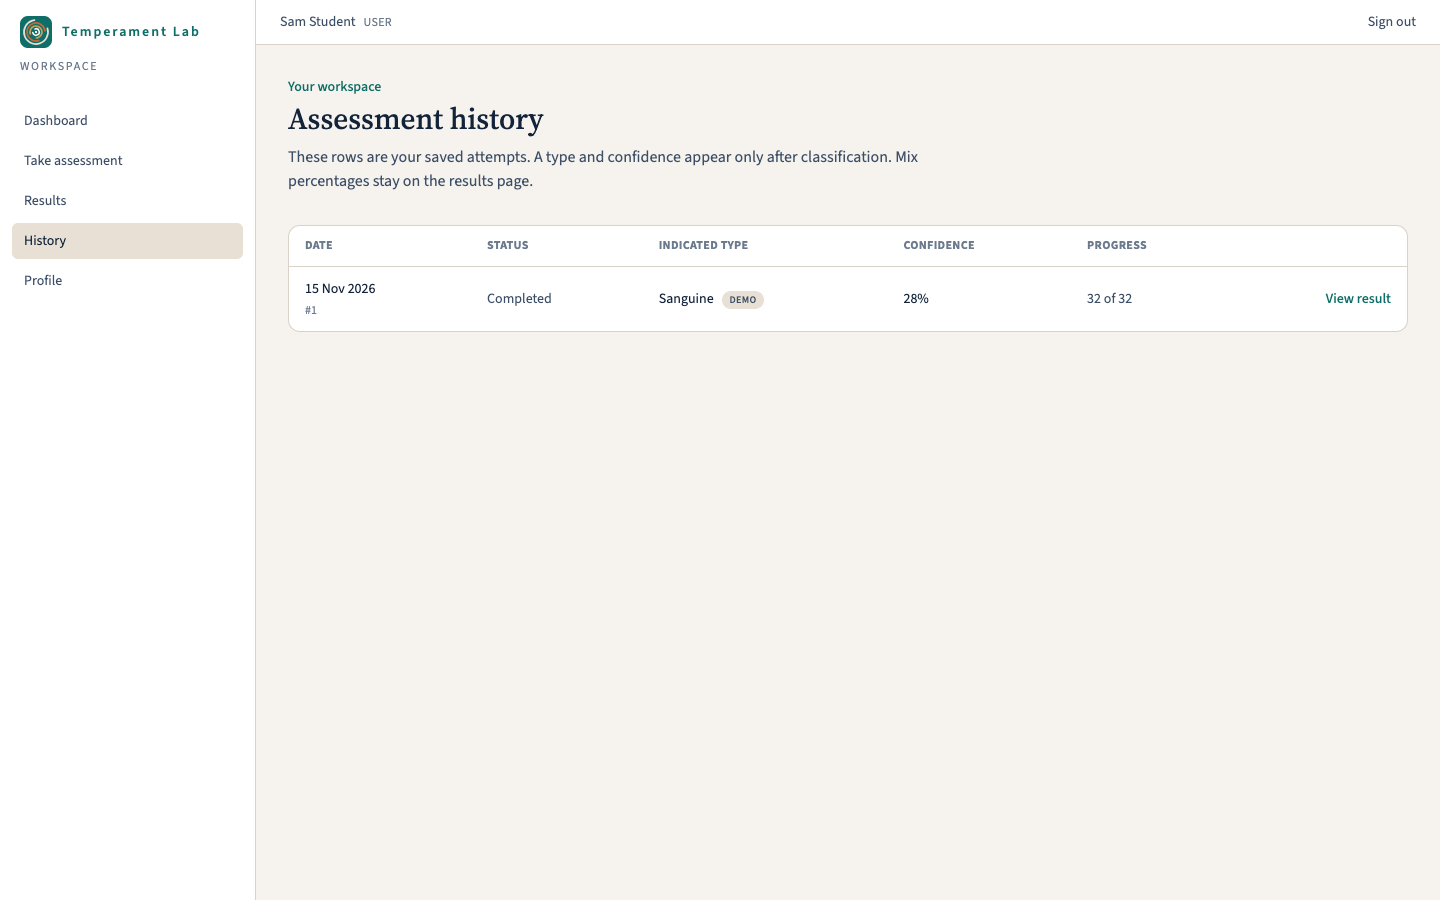 Temperament Lab
WORKSPACE
Dashboard
Take assessment
Results
History
Profile
Sam Student USER
Sign out
Your workspace
Assessment history
These rows are your saved attempts. A type and confidence appear only after classification. Mix
percentages stay on the results page.
DATE STATUS INDICATED TYPE CONFIDENCE PROGRESS
15 Nov 2026
#1
Completed
Sanguine DEMO
28%
32 of 32
View result